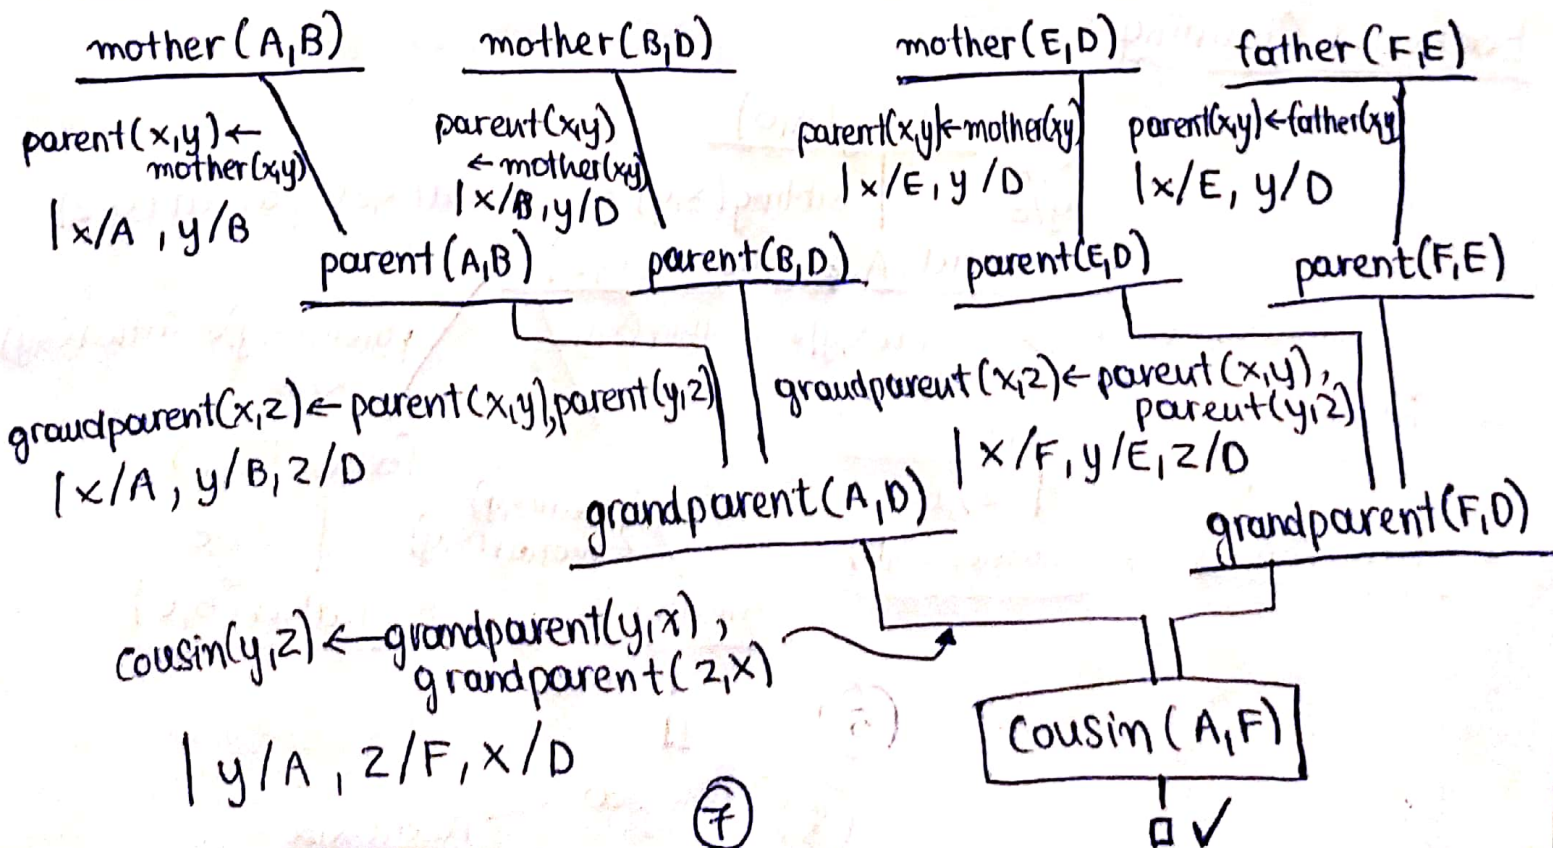 mother(A,B)
mother(B,D)
mother(E,D)
father(F,E)
parent(x,y)←
mother(x,y)
|x/A, y/B
parent(x,y)
←mother(x,y)
|x/B, y/D
parent(x,y)←mother(x,y)
|x/E, y/D
parent(x,y)←father(x,y)
|x/E, y/D
parent(A,B)
parent(B,D)
parent(E,D)
parent(F,E)
grandparent(x,z)←parent(x,y),parent(y,z)
|x/A, y/B, z/D
grandparent(x,z)←parent(x,y),
parent(y,z)
|x/F, y/E, z/D
grandparent(A,D)
grandparent(F,D)
cousin(y,z)←grandparent(y,x),
grandparent(z,x)
|y/A, z/F, x/D
cousin(A,F)
□ ✓
7